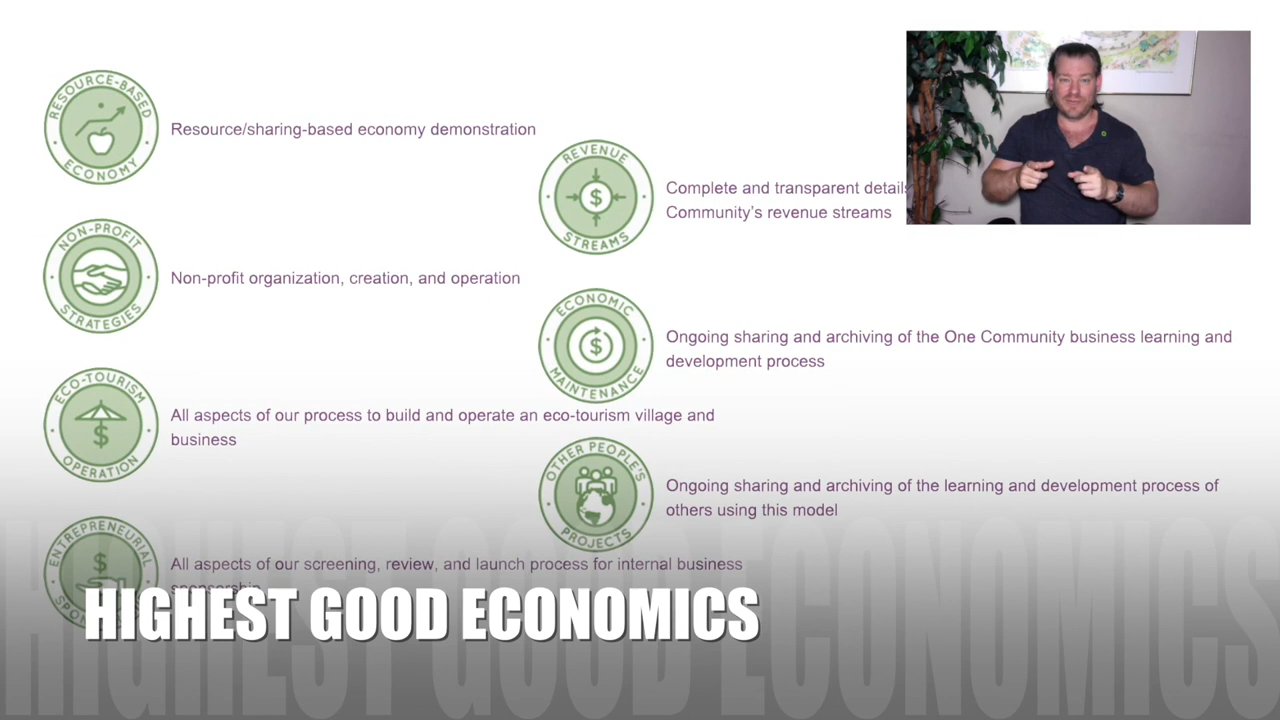 RESOURCE-BASED
ECONOMY
Resource/sharing-based economy demonstration
REVENUE
STREAMS
Complete and transparent details
Community's revenue streams
NON-PROFIT
STRATEGIES
Non-profit organization, creation, and operation
ECONOMIC
MAINTENANCE
Ongoing sharing and archiving of the One Community business learning and
development process
ECO-TOURISM
OPERATION
All aspects of our process to build and operate an eco-tourism village and
business
OTHER PEOPLE'S
PROJECTS
Ongoing sharing and archiving of the learning and development process of
others using this model
ENTREPRENEURIAL
All aspects of our screening, review, and launch process for internal business
sponsorship
HIGHEST GOOD ECONOMICS
HIGHEST GOOD ECONOMICS